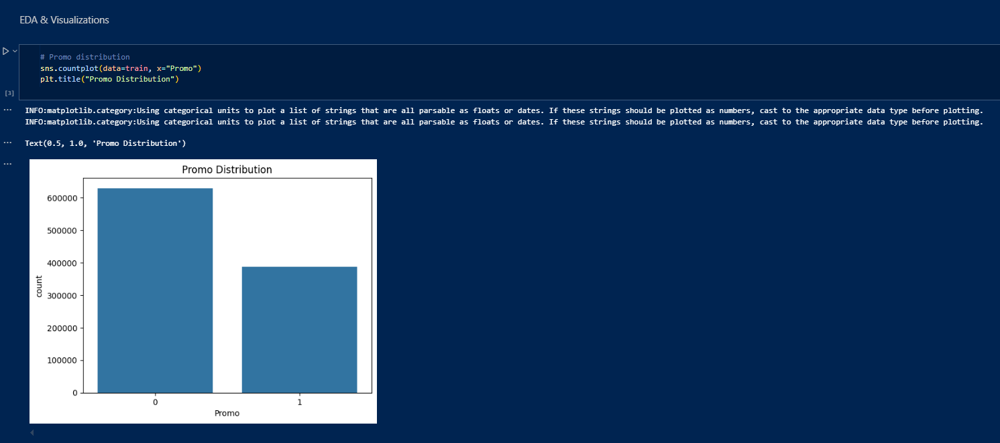 EDA & Visualizations
# Promo distribution
sns.countplot(data=train, x="Promo")
plt.title("Promo Distribution")
[3]
... INFO:matplotlib.category:Using categorical units to plot a list of strings that are all parsable as floats or dates. If these strings should be plotted as numbers, cast to the appropriate data type before plotting.
INFO:matplotlib.category:Using categorical units to plot a list of strings that are all parsable as floats or dates. If these strings should be plotted as numbers, cast to the appropriate data type before plotting.
... Text(0.5, 1.0, 'Promo Distribution')
...
Promo Distribution
600000
500000
400000
300000
200000
100000
0
count
0 1
Promo